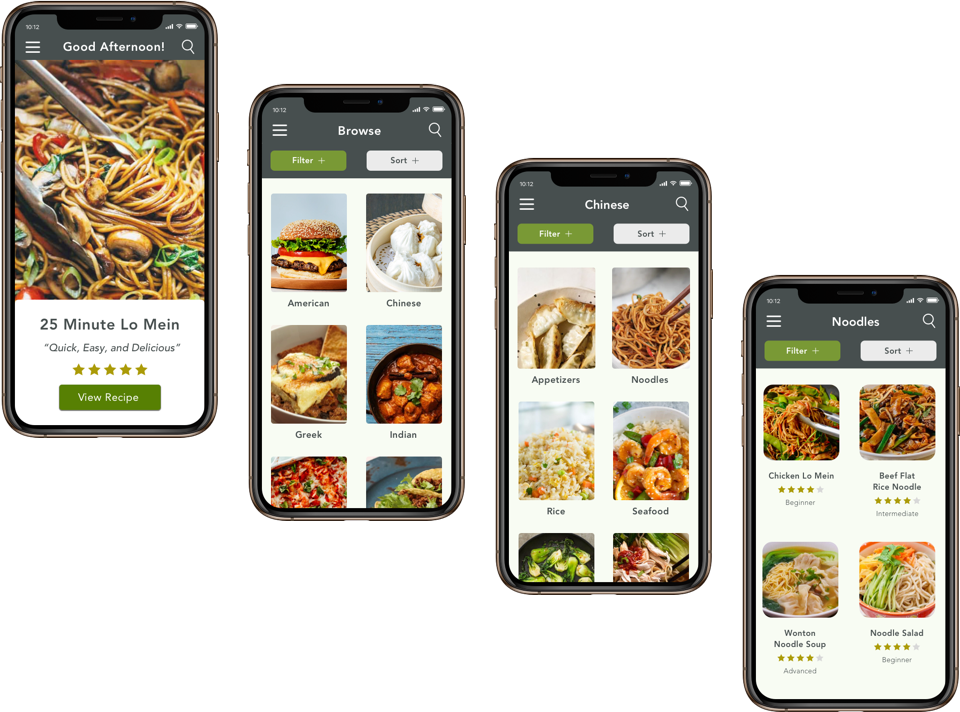 10:12
Good Afternoon!
25 Minute Lo Mein
“Quick, Easy, and Delicious”
View Recipe
10:12
Browse
Filter +
Sort +
American
Chinese
Greek
Indian
10:12
Chinese
Filter +
Sort +
Appetizers
Noodles
Rice
Seafood
10:12
Noodles
Filter +
Sort +
Chicken Lo Mein
Beginner
Beef Flat
Rice Noodle
Intermediate
Wonton
Noodle Soup
Advanced
Noodle Salad
Beginner